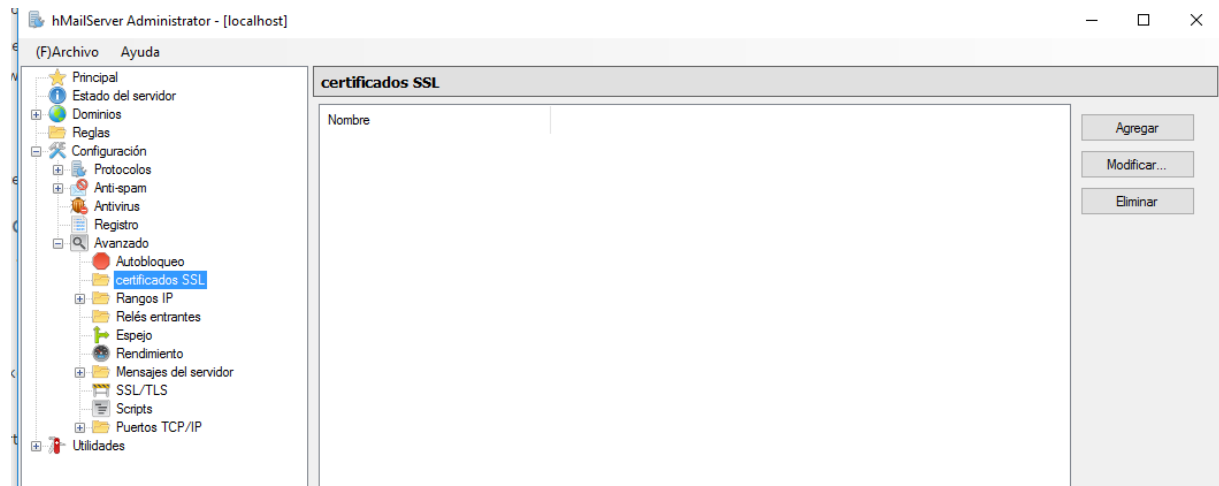 hMailServer Administrator - [localhost]
(F)Archivo Ayuda
Principal
Estado del servidor
Dominios
Reglas
Configuración
Protocolos
Anti-spam
Antivirus
Registro
Avanzado
Autobloqueo
certificados SSL
Rangos IP
Relés entrantes
Espejo
Rendimiento
Mensajes del servidor
SSL/TLS
Scripts
Puertos TCP/IP
Utilidades
certificados SSL
Nombre
Agregar
Modificar...
Eliminar